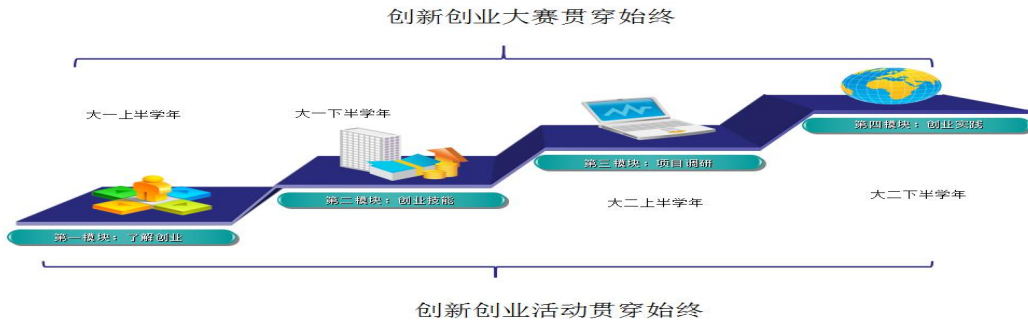 创新创业大赛贯穿始终
大一上半学年
大一下半学年
第四模块：创业实践
第三模块：项目调研
第二模块：创业技能
大二上半学年
大二下半学年
第一模块：了解创业
创新创业活动贯穿始终